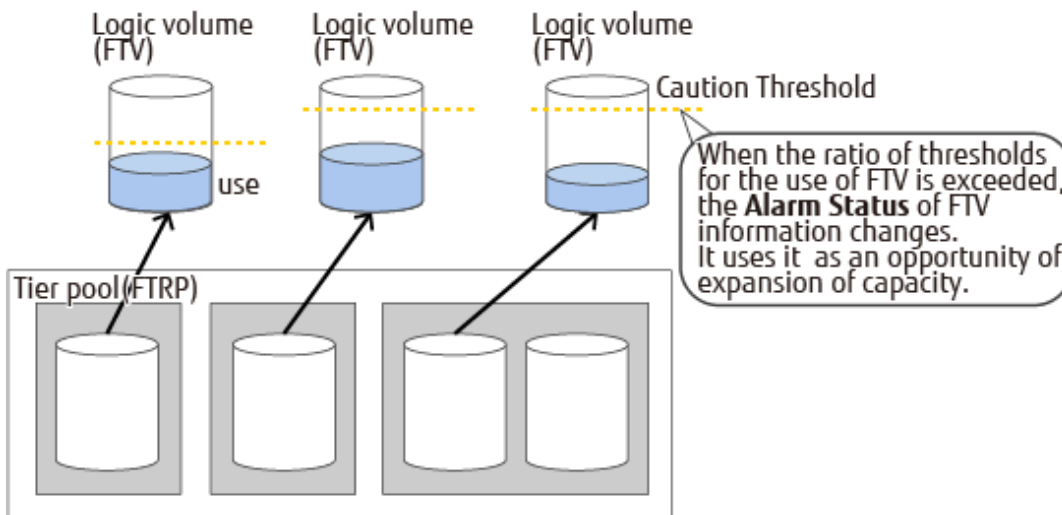 Logic volume
(FTV)
Logic volume
(FTV)
Logic volume
(FTV)
Caution Threshold
use
When the ratio of thresholds
for the use of FTV is exceeded,
the Alarm Status of FTV
information changes.
It uses it as an opportunity of
expansion of capacity.
Tier pool(FTRP)